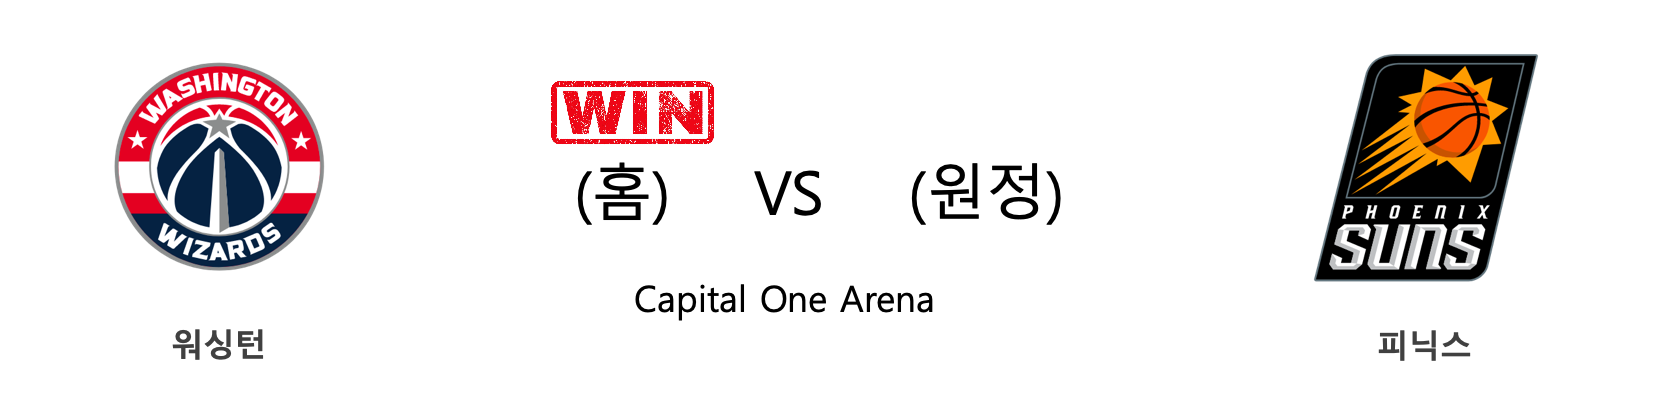 WASHINGTON
WIZARDS
워싱턴
WIN
(홈) VS (원정)
Capital One Arena
PHOENIX
SUNS
피닉스